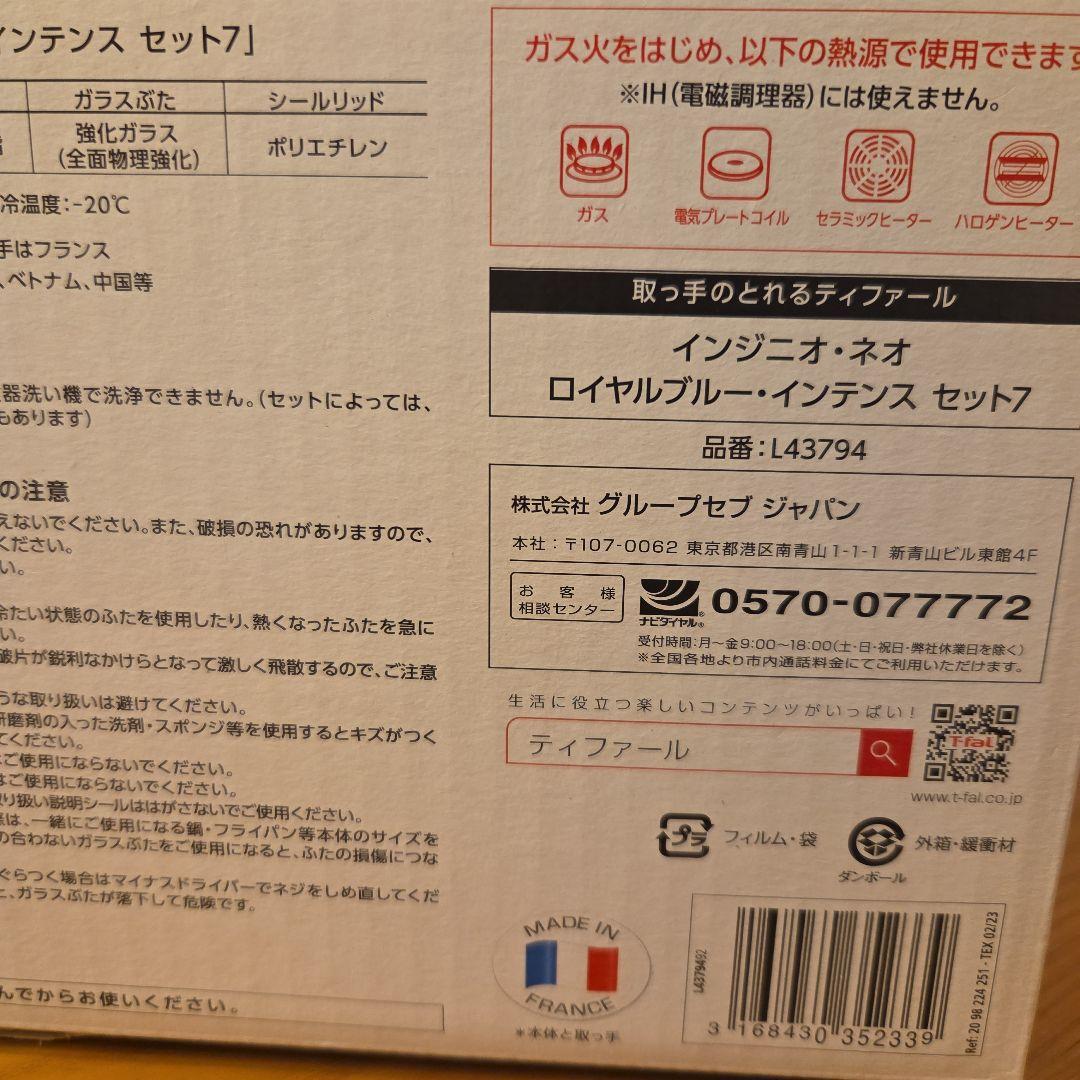 インテンス セット7」
ガラスぶた シールリッド
強化ガラス
(全面物理強化) ポリエチレン
冷温度:-20℃
手はフランス
、ベトナム、中国等
器洗い機で洗浄できません。(セットによっては、
もあります)
の注意
えないでください。また、破損の恐れがありますので、
ください。
い。
冷たい状態のふたを使用したり、熱くなったふたを急に
い。
破片が鋭利なかけらとなって激しく飛散するので、ご注意
うな取り扱いは避けてください。
研磨剤の入った洗剤・スポンジ等を使用するとキズがつく
てください。
はご使用にならないでください。
はご使用にならないでください。
取り扱い説明シールははがさないでご使用ください。
は、一緒にご使用になる鍋・フライパン等本体のサイズを
の合わないガラスぶたをご使用になると、ふたの損傷につな
ぐらつく場合はマイナスドライバーでネジをしめ直してくだ
と、ガラスぶたが落下して危険です。
んでからお使いください。
ガス火をはじめ、以下の熱源で使用できます
※IH(電磁調理器)には使えません。
ガス 電気プレートコイル セラミックヒーター ハロゲンヒーター
取っ手のとれるティファール
インジニオ・ネオ
ロイヤルブルー・インテンス セット7
品番:L43794
株式会社 グループセブ ジャパン
本社:〒107-0062 東京都港区南青山1-1-1 新青山ビル東館4F
お客様
相談センター
ナビダイヤル® 0570-077772
受付時間:月〜金9:00〜18:00(土・日・祝日・弊社休業日を除く)
※全国各地より市内通話料金にてご利用いただけます。
生活に役立つ楽しいコンテンツがいっぱい!
ティファール
T-fal
www.t-fal.co.jp
プラ フィルム・袋
ダンボール 外箱・緩衝材
MADE IN
FRANCE
*本体と取っ手
L4379492
3 168430 352339
Ref: 20 98 224 251 - TEX 02/23